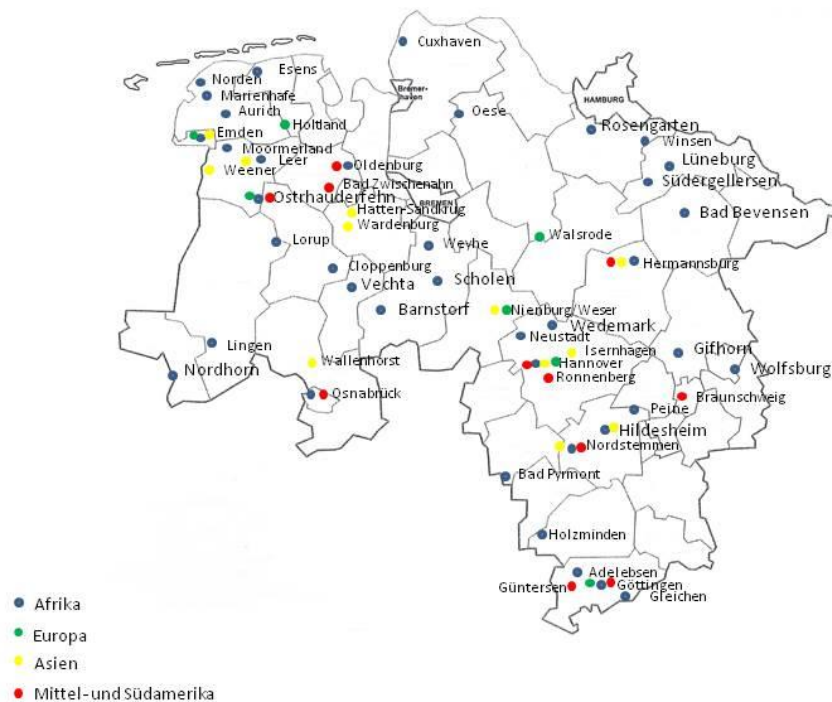 Cuxhaven
Esens
Norden
Marienhafe
Bremer-
haven
HAMBURG
Aurich
Oese
Holtland
Rosengarten
Emden
Winsen
Moormerland
Leer
Oldenburg
Lüneburg
Weener
Südergellersen
Bad Zwischenahn
Ostrhauderfehn
BREMEN
Hatten-Sandkrug
Bad Bevensen
Wardenburg
Walsrode
Lorup
Weyhe
Hermannsburg
Cloppenburg
Scholen
Vechta
Barnstorf
Nienburg/Weser
Wedemark
Neustadt
Lingen
Isernhagen
Gifhorn
Wallenhorst
Hannover
Nordhorn
Wolfsburg
Ronnenberg
Osnabrück
Braunschweig
Peine
Hildesheim
Nordstemmen
Bad Pyrmont
Holzminden
Adelebsen
Güntersen
Göttingen
Gleichen
Afrika
Europa
Asien
Mittel- und Südamerika